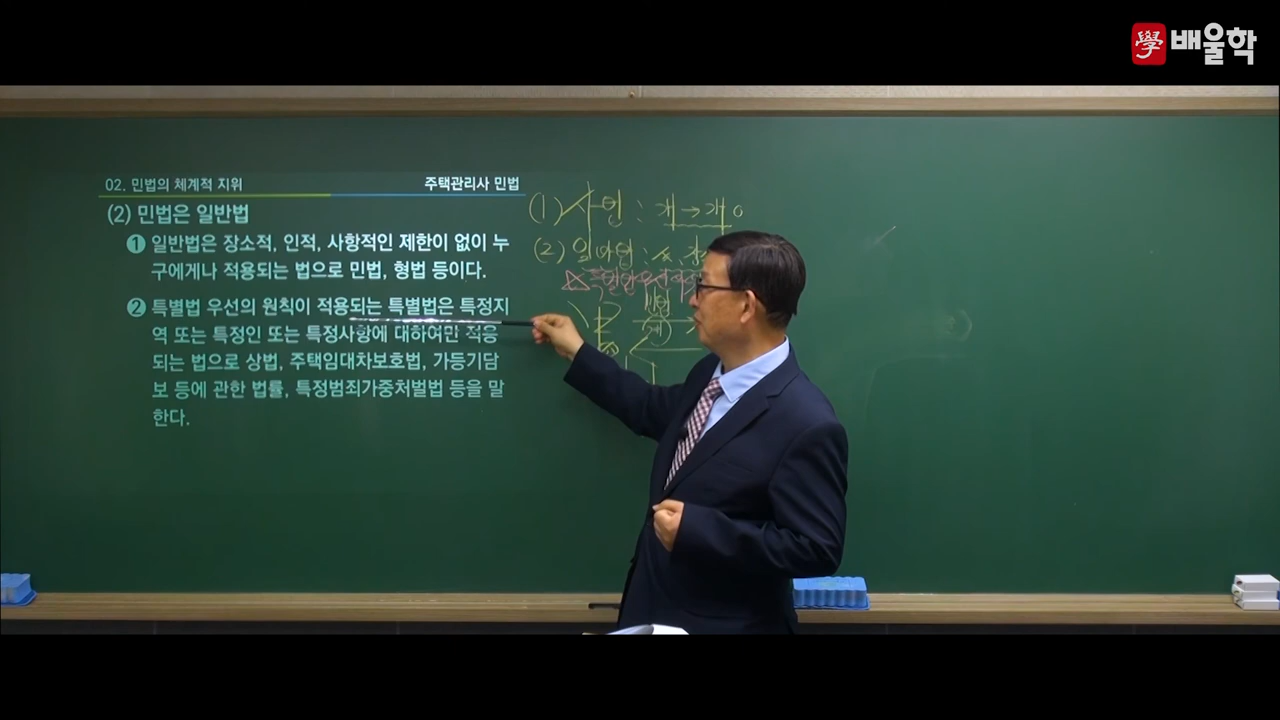 學 배울학
02. 민법의 체계적 지위
주택관리사 민법
(2) 민법은 일반법
❶ 일반법은 장소적, 인적, 사항적인 제한이 없이 누
구에게나 적용되는 법으로 민법, 형법 등이다.
❷ 특별법 우선의 원칙이 적용되는 특별법은 특정지
역 또는 특정인 또는 특정사항에 대하여만 적용
되는 법으로 상법, 주택임대차보호법, 가등기담
보 등에 관한 법률, 특정범죄가중처벌법 등을 말
한다.
(1) 사법 : 개→개
(2) 일반법 :